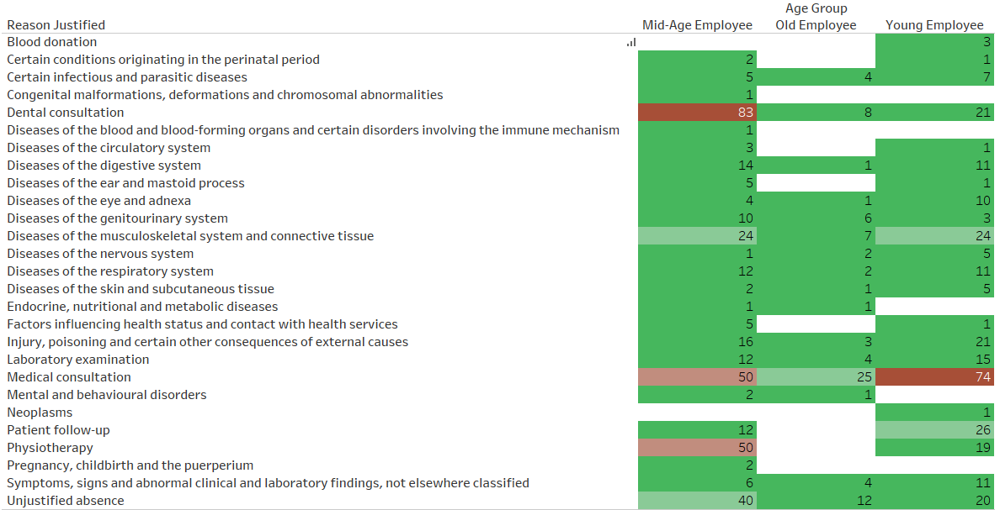 Age Group
Reason Justified Mid-Age Employee Old Employee Young Employee
Blood donation 3
Certain conditions originating in the perinatal period 2 1
Certain infectious and parasitic diseases 5 4 7
Congenital malformations, deformations and chromosomal abnormalities 1
Dental consultation 83 8 21
Diseases of the blood and blood-forming organs and certain disorders involving the immune mechanism 1
Diseases of the circulatory system 3 1
Diseases of the digestive system 14 1 11
Diseases of the ear and mastoid process 5 1
Diseases of the eye and adnexa 4 1 10
Diseases of the genitourinary system 10 6 3
Diseases of the musculoskeletal system and connective tissue 24 7 24
Diseases of the nervous system 1 2 5
Diseases of the respiratory system 12 2 11
Diseases of the skin and subcutaneous tissue 2 1 5
Endocrine, nutritional and metabolic diseases 1 1
Factors influencing health status and contact with health services 5 1
Injury, poisoning and certain other consequences of external causes 16 3 21
Laboratory examination 12 4 15
Medical consultation 50 25 74
Mental and behavioural disorders 2 1
Neoplasms 1
Patient follow-up 12 26
Physiotherapy 50 19
Pregnancy, childbirth and the puerperium 2
Symptoms, signs and abnormal clinical and laboratory findings, not elsewhere classified 6 4 11
Unjustified absence 40 12 20